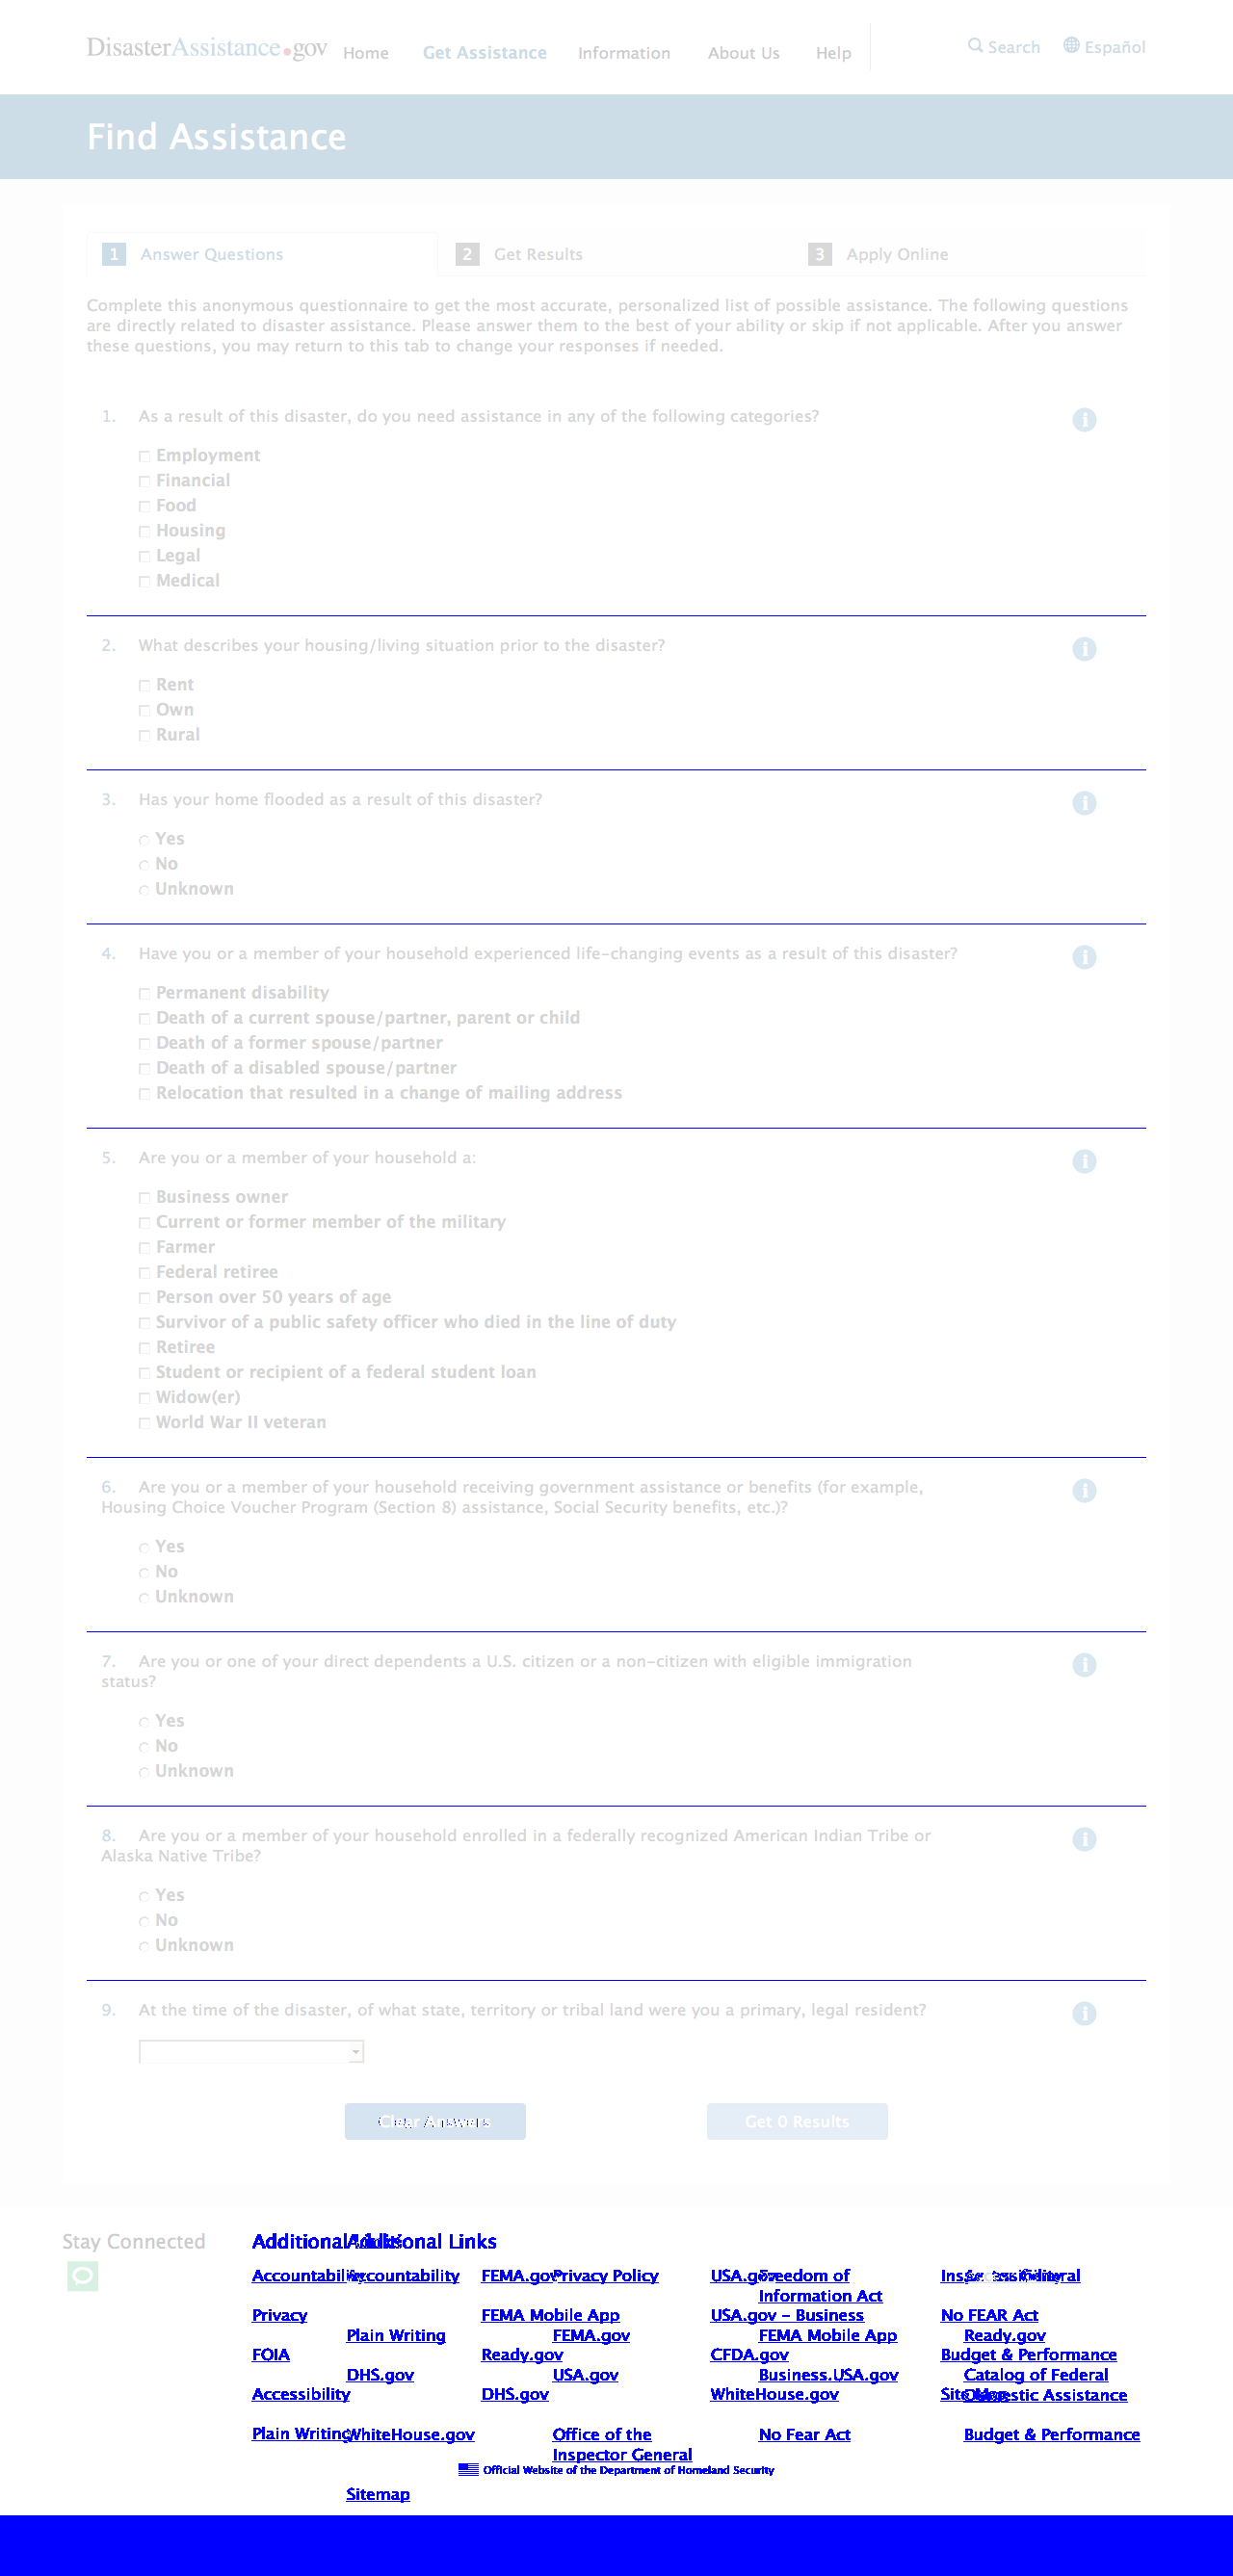 DisasterAssistance.gov Home Get Assistance Information About Us Help Search Español
Find Assistance
1 Answer Questions 2 Get Results 3 Apply Online
Complete this anonymous questionnaire to get the most accurate, personalized list of possible assistance. The following questions
are directly related to disaster assistance. Please answer them to the best of your ability or skip if not applicable. After you answer
these questions, you may return to this tab to change your responses if needed.
1. As a result of this disaster, do you need assistance in any of the following categories?
Employment
Financial
Food
Housing
Legal
Medical
2. What describes your housing/living situation prior to the disaster?
Rent
Own
Rural
3. Has your home flooded as a result of this disaster?
Yes
No
Unknown
4. Have you or a member of your household experienced life-changing events as a result of this disaster?
Permanent disability
Death of a current spouse/partner, parent or child
Death of a former spouse/partner
Death of a disabled spouse/partner
Relocation that resulted in a change of mailing address
5. Are you or a member of your household a:
Business owner
Current or former member of the military
Farmer
Federal retiree
Person over 50 years of age
Survivor of a public safety officer who died in the line of duty
Retiree
Student or recipient of a federal student loan
Widow(er)
World War II veteran
6. Are you or a member of your household receiving government assistance or benefits (for example,
Housing Choice Voucher Program (Section 8) assistance, Social Security benefits, etc.)?
Yes
No
Unknown
7. Are you or one of your direct dependents a U.S. citizen or a non-citizen with eligible immigration
status?
Yes
No
Unknown
8. Are you or a member of your household enrolled in a federally recognized American Indian Tribe or
Alaska Native Tribe?
Yes
No
Unknown
9. At the time of the disaster, of what state, territory or tribal land were you a primary, legal resident?
Clear Answers Get 0 Results
Stay Connected Additional Additional Links
Accountability Accountability FEMA.gov Privacy Policy USA.gov Freedom of
Information Act
Privacy FEMA Mobile App USA.gov - Business No FEAR Act
Plain Writing FEMA.gov FEMA Mobile App Ready.gov
FOIA Ready.gov CFDA.gov Budget & Performance
DHS.gov USA.gov Business.USA.gov Catalog of Federal
Accessibility DHS.gov WhiteHouse.gov Site Map Domestic Assistance
Plain Writing WhiteHouse.gov Office of the No Fear Act Budget & Performance
Inspector General
Official Website of the Department of Homeland Security
Sitemap